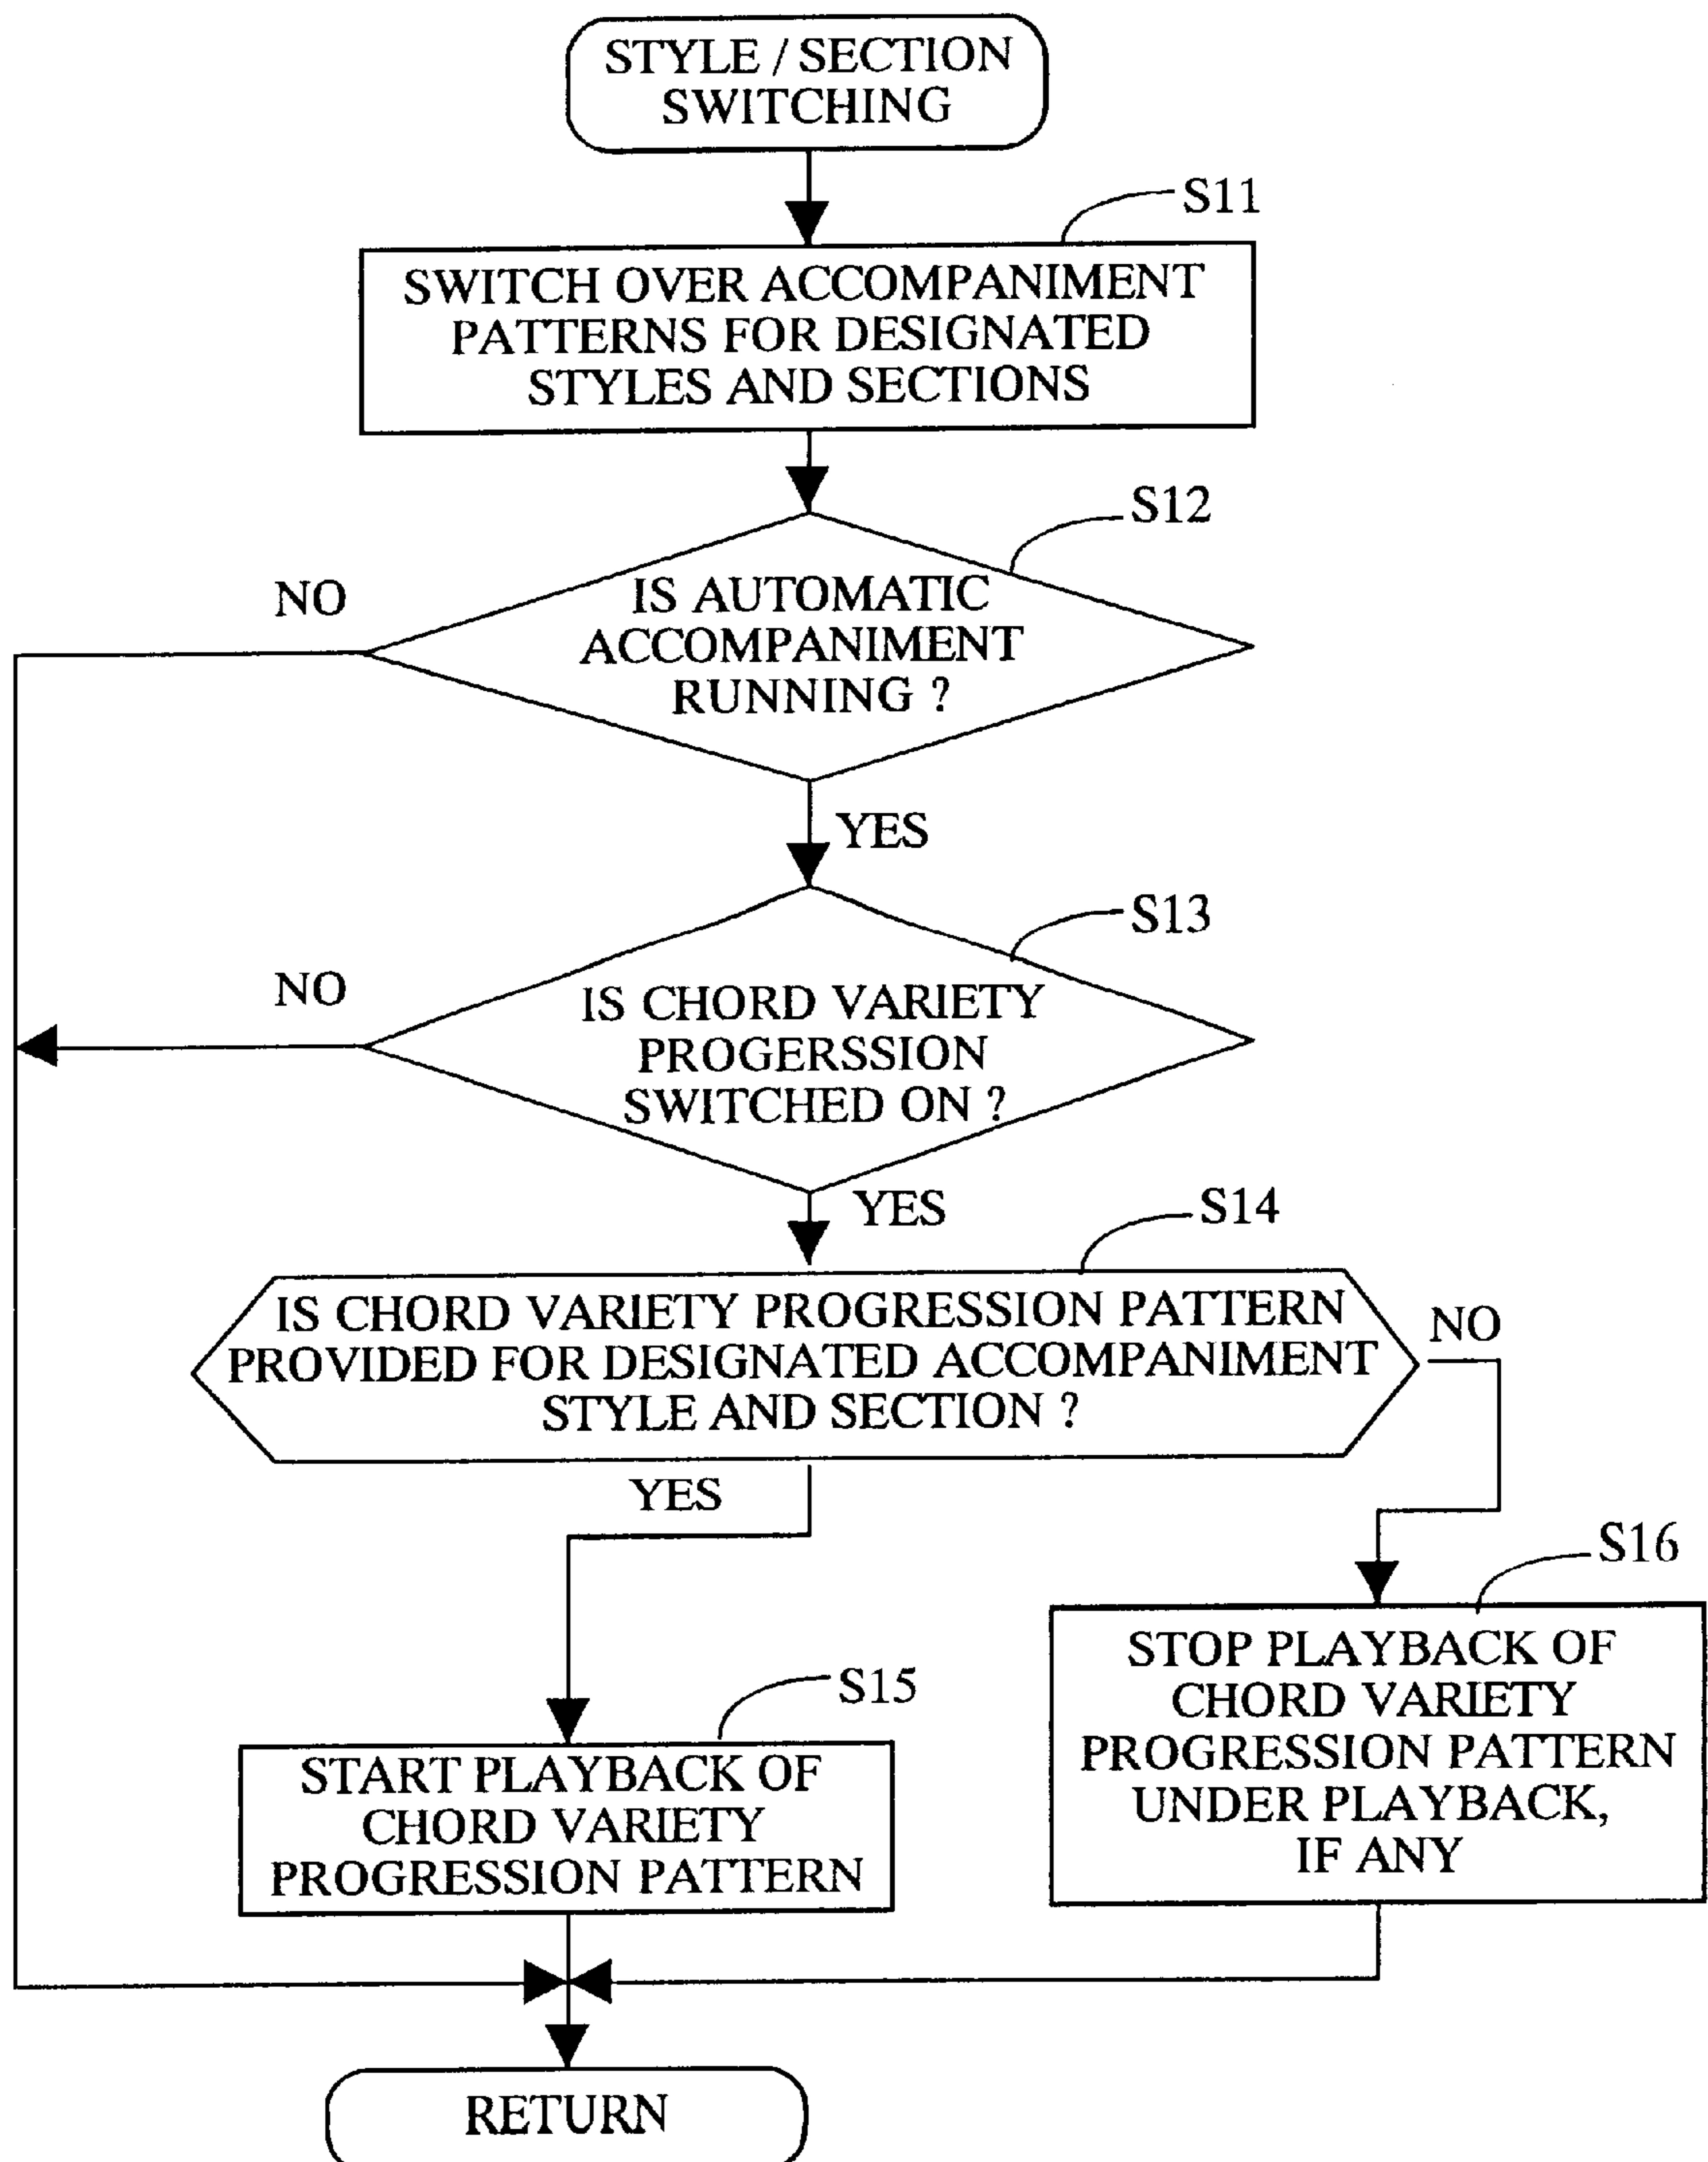 STYLE / SECTION
SWITCHING
S11
SWITCH OVER ACCOMPANIMENT
PATTERNS FOR DESIGNATED
STYLES AND SECTIONS
S12
NO
IS AUTOMATIC
ACCOMPANIMENT
RUNNING ?
YES
S13
NO
IS CHORD VARIETY
PROGERSSION
SWITCHED ON ?
YES
S14
IS CHORD VARIETY PROGRESSION PATTERN
PROVIDED FOR DESIGNATED ACCOMPANIMENT
STYLE AND SECTION ?
NO
YES
S16
STOP PLAYBACK OF
CHORD VARIETY
PROGRESSION PATTERN
UNDER PLAYBACK,
IF ANY
S15
START PLAYBACK OF
CHORD VARIETY
PROGRESSION PATTERN
RETURN